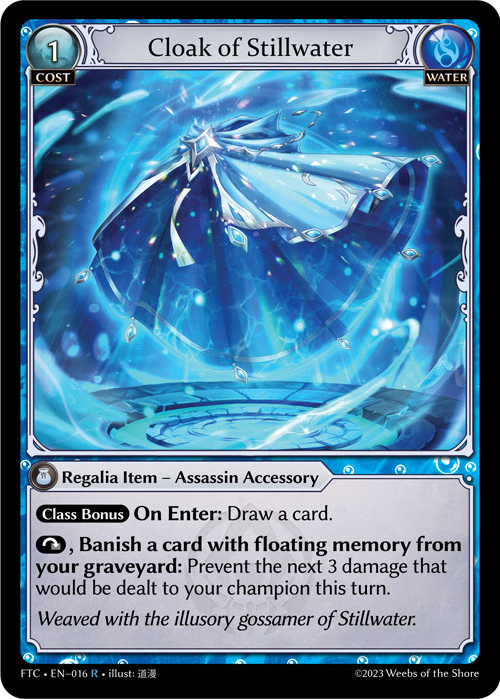 1
Cloak of Stillwater
COST
WATER
Regalia Item – Assassin Accessory
Class Bonus On Enter: Draw a card.
, Banish a card with floating memory from
your graveyard: Prevent the next 3 damage that
would be dealt to your champion this turn.
Weaved with the illusory gossamer of Stillwater.
FTC • EN-016 R • illust: 道漫
©2023 Weebs of the Shore